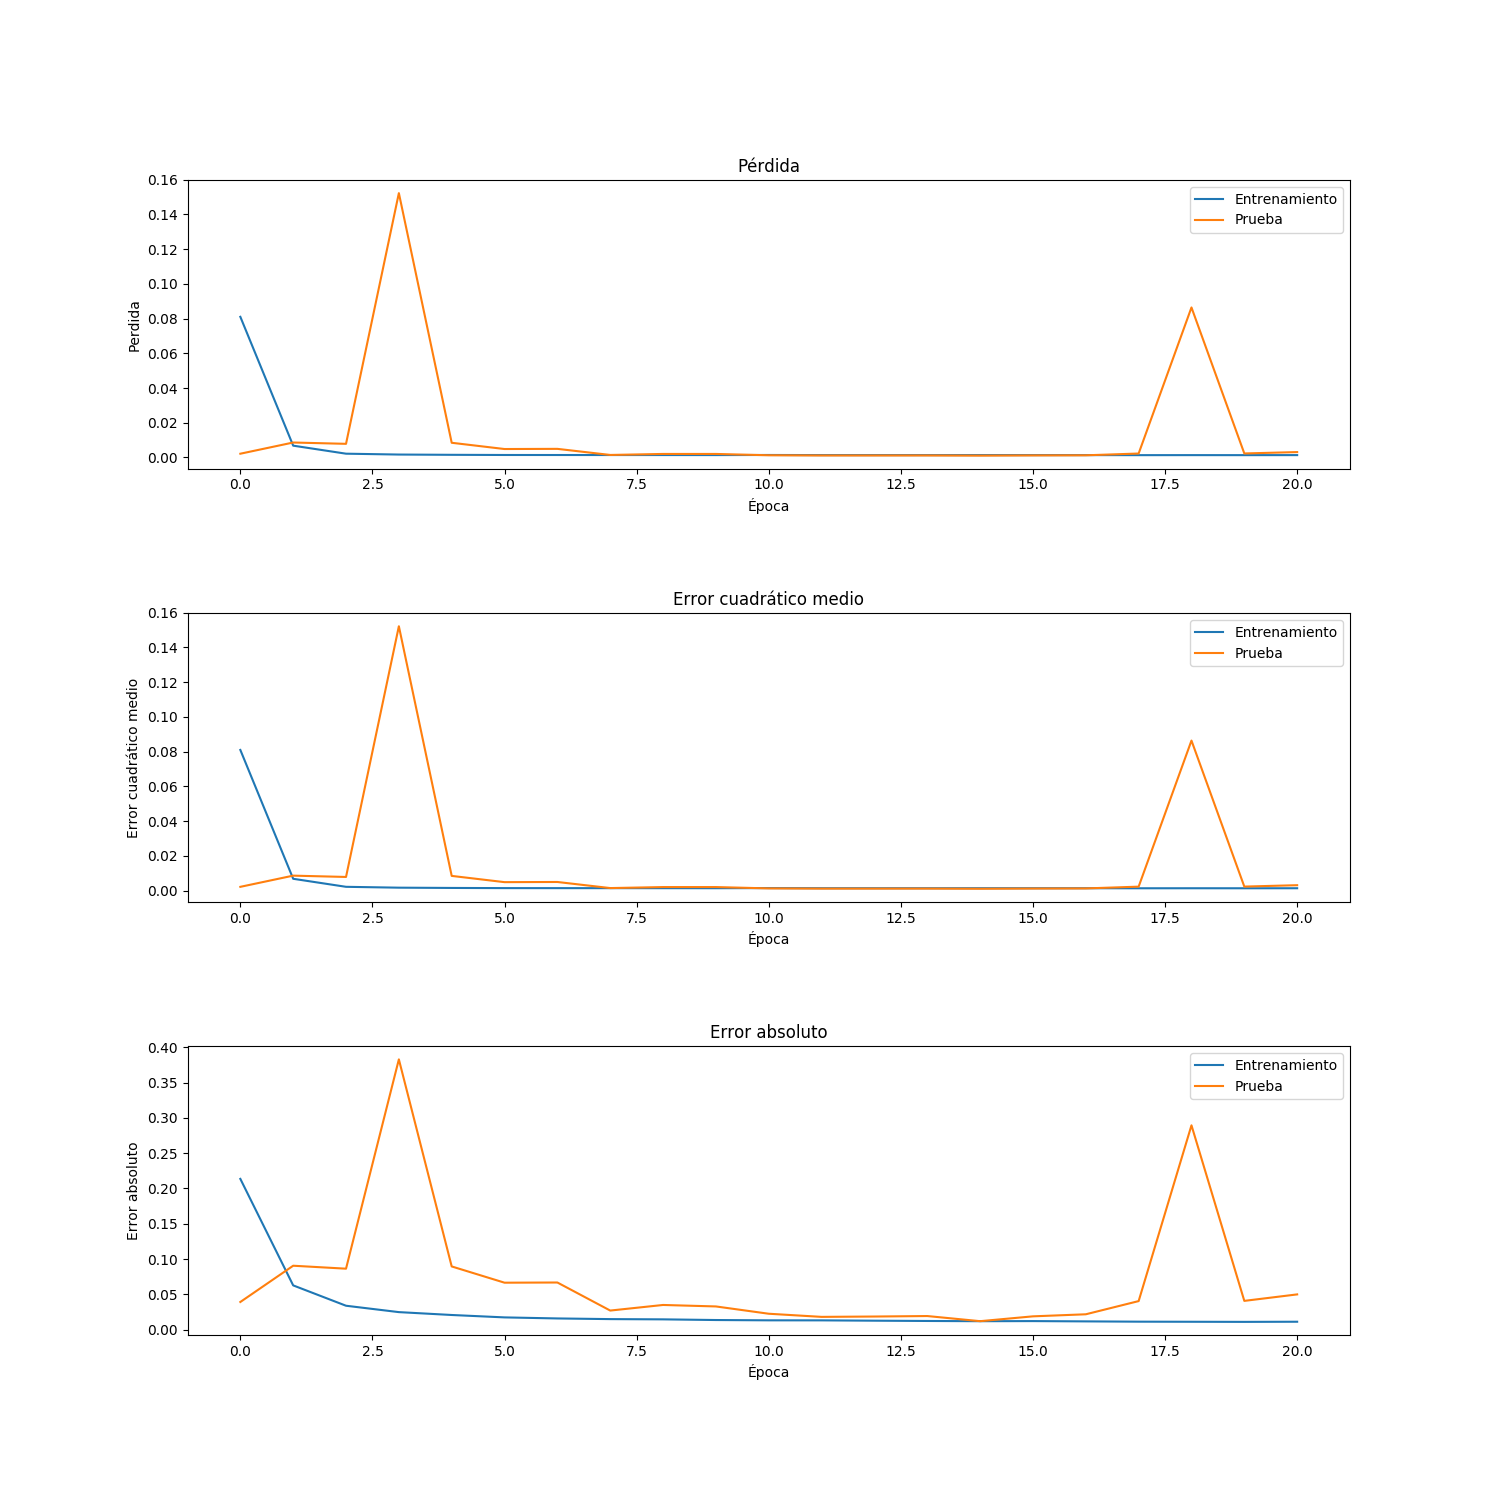 Pérdida
0.16
0.14
0.12
0.10
0.08
0.06
0.04
0.02
0.00
Perdida
Entrenamiento
Prueba
0.0 2.5 5.0 7.5 10.0 12.5 15.0 17.5 20.0
Época
Error cuadrático medio
0.16
0.14
0.12
0.10
0.08
0.06
0.04
0.02
0.00
Error cuadrático medio
Entrenamiento
Prueba
0.0 2.5 5.0 7.5 10.0 12.5 15.0 17.5 20.0
Época
Error absoluto
0.40
0.35
0.30
0.25
0.20
0.15
0.10
0.05
0.00
Error absoluto
Entrenamiento
Prueba
0.0 2.5 5.0 7.5 10.0 12.5 15.0 17.5 20.0
Época